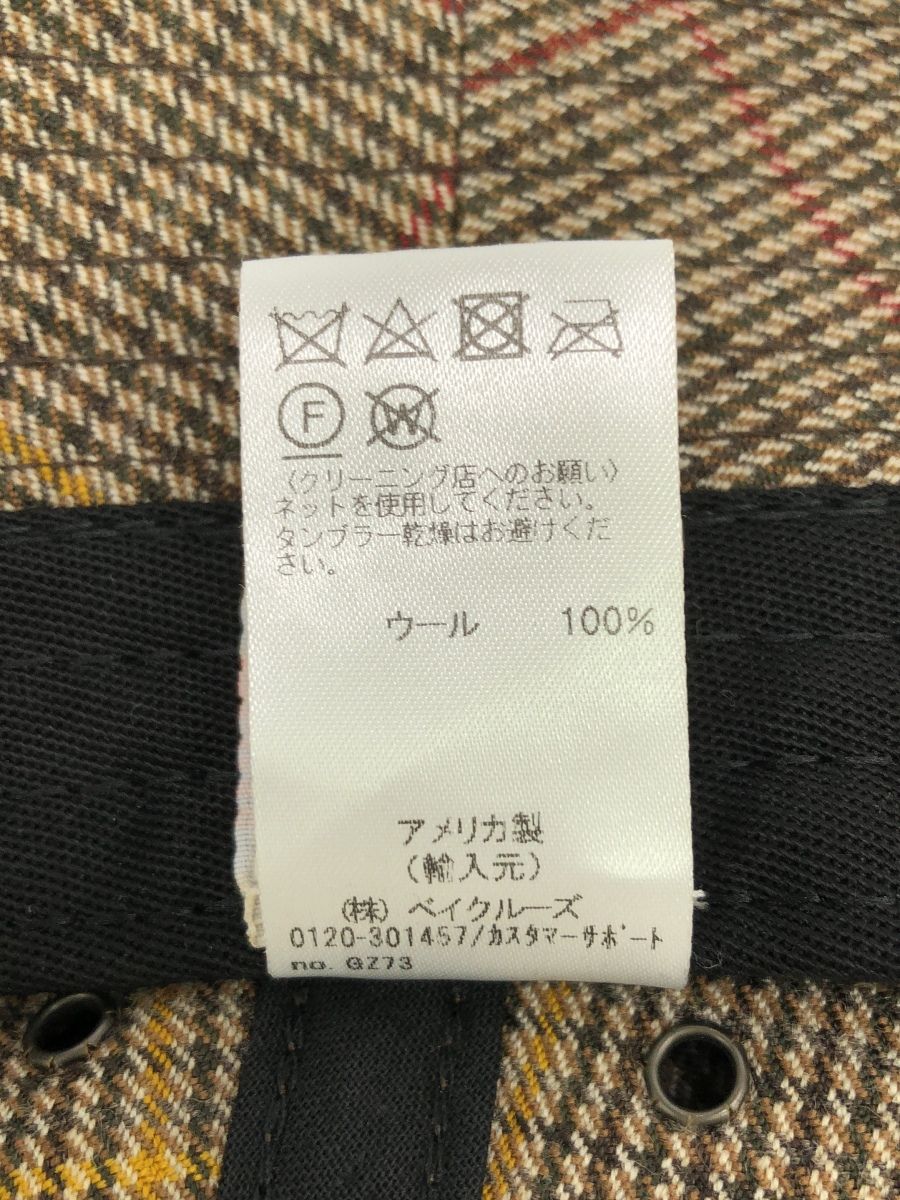 F
W
〈クリーニング店へのお願い〉
ネットを使用してください。
タンブラー乾燥はお避けくだ
さい。
ウール 100%
アメリカ製
(輸入元)
(株) ベイクルーズ
0120-301457/カスタマーサポート
no. GZ73